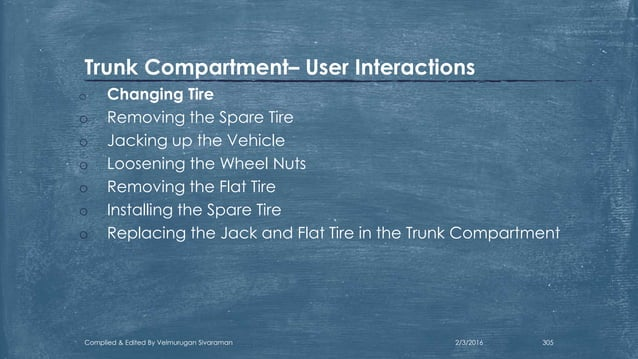 Trunk Compartment– User Interactions
o Changing Tire
o Removing the Spare Tire
o Jacking up the Vehicle
o Loosening the Wheel Nuts
o Removing the Flat Tire
o Installing the Spare Tire
o Replacing the Jack and Flat Tire in the Trunk Compartment
Complied & Edited By Velmurugan Sivaraman 2/3/2016 305